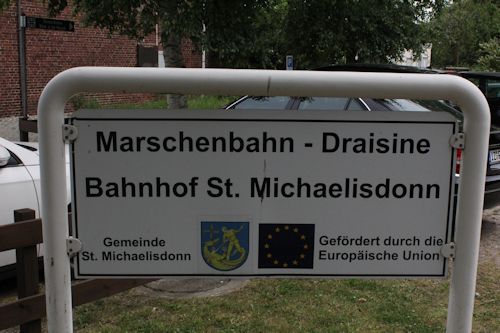 Marschenbahn - Draisine
Bahnhof St. Michaelisdonn
Gemeinde
St. Michaelisdonn
Gefördert durch die
Europäische Union